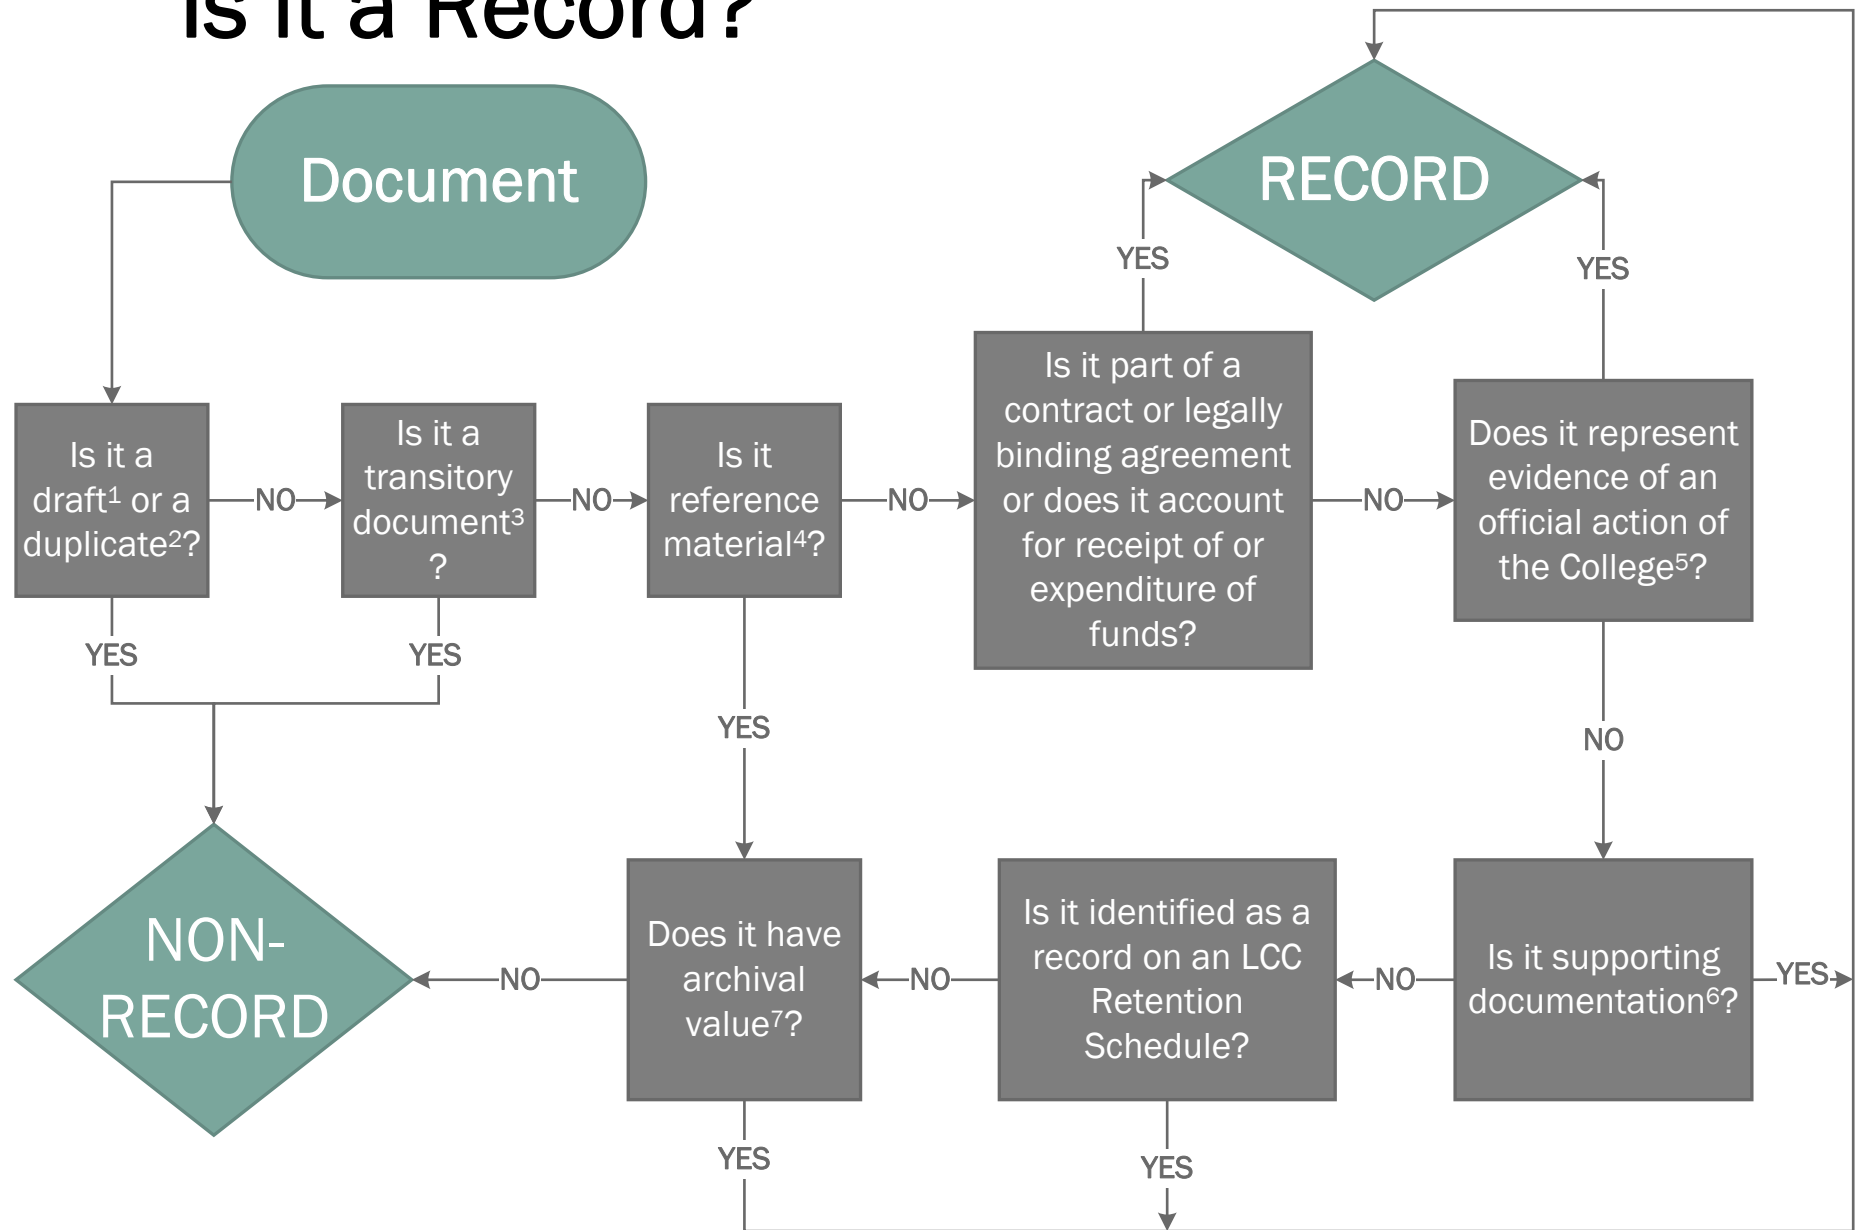 Is it a Record?
Document
RECORD
YES
YES
Is it a
draft¹ or a
duplicate²?
NO
Is it a
transitory
document³
?
NO
Is it
reference
material⁴?
NO
Is it part of a
contract or legally
binding agreement
or does it account
for receipt of or
expenditure of
funds?
NO
Does it represent
evidence of an
official action of
the College⁵?
YES
YES
YES
NO
NON-
RECORD
NO
Does it have
archival
value⁷?
NO
Is it identified as a
record on an LCC
Retention
Schedule?
NO
Is it supporting
documentation⁶?
YES
YES
YES